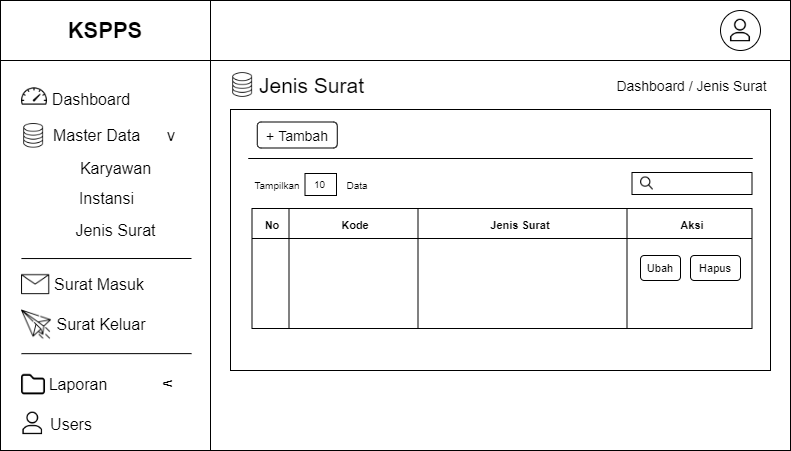 KSPPS
Dashboard
Master Data v
Karyawan
Instansi
Jenis Surat
Surat Masuk
Surat Keluar
Laporan <
Users
Jenis Surat
Dashboard / Jenis Surat
+ Tambah
Tampilkan 10 Data
No Kode Jenis Surat Aksi
Ubah Hapus